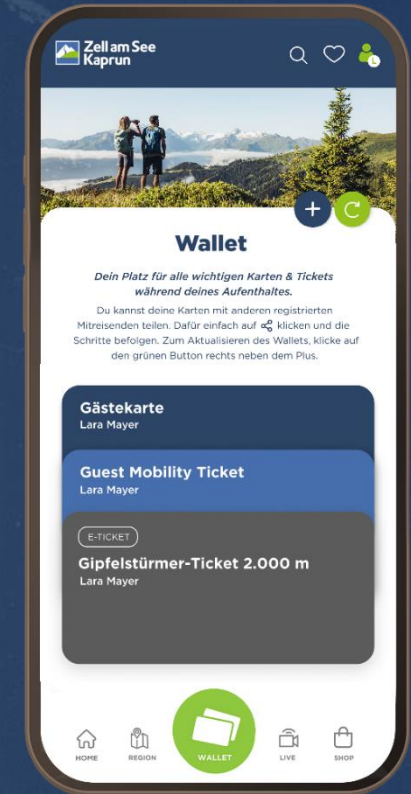 Zell am See
Kaprun
Wallet
Dein Platz für alle wichtigen Karten & Tickets
während deines Aufenthaltes.
Du kannst deine Karten mit anderen registrierten
Mitreisenden teilen. Dafür einfach auf klicken und die
Schritte befolgen. Zum Aktualisieren des Wallets, klicke auf
den grünen Button rechts neben dem Plus.
Gästekarte
Lara Mayer
Guest Mobility Ticket
Lara Mayer
E-TICKET
Gipfelstürmer-Ticket 2.000 m
Lara Mayer
HOME REGION WALLET LIVE SHOP